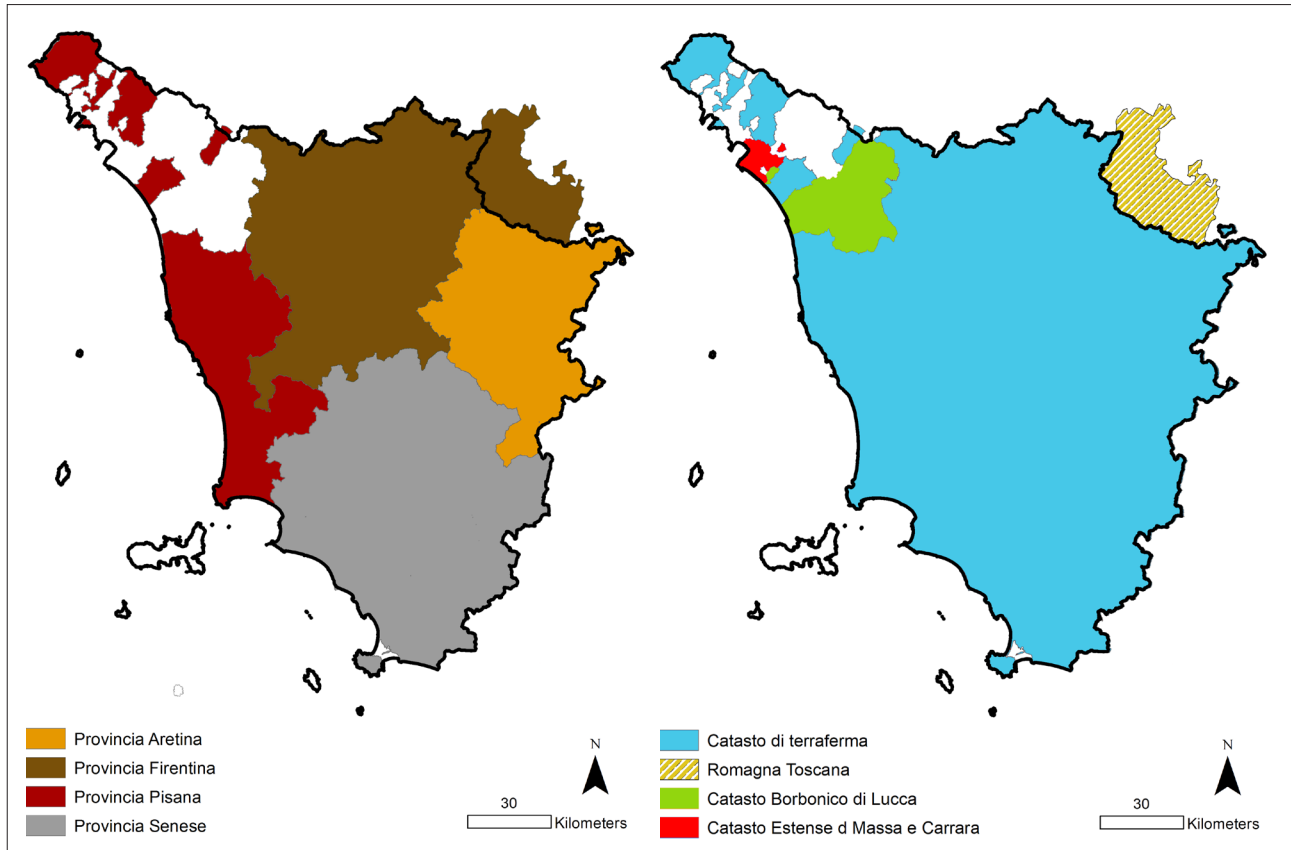 Provincia Aretina
Provincia Firentina
Provincia Pisana
Provincia Senese
N
30
Kilometers
Catasto di terraferma
Romagna Toscana
Catasto Borbonico di Lucca
Catasto Estense d Massa e Carrara
N
30
Kilometers